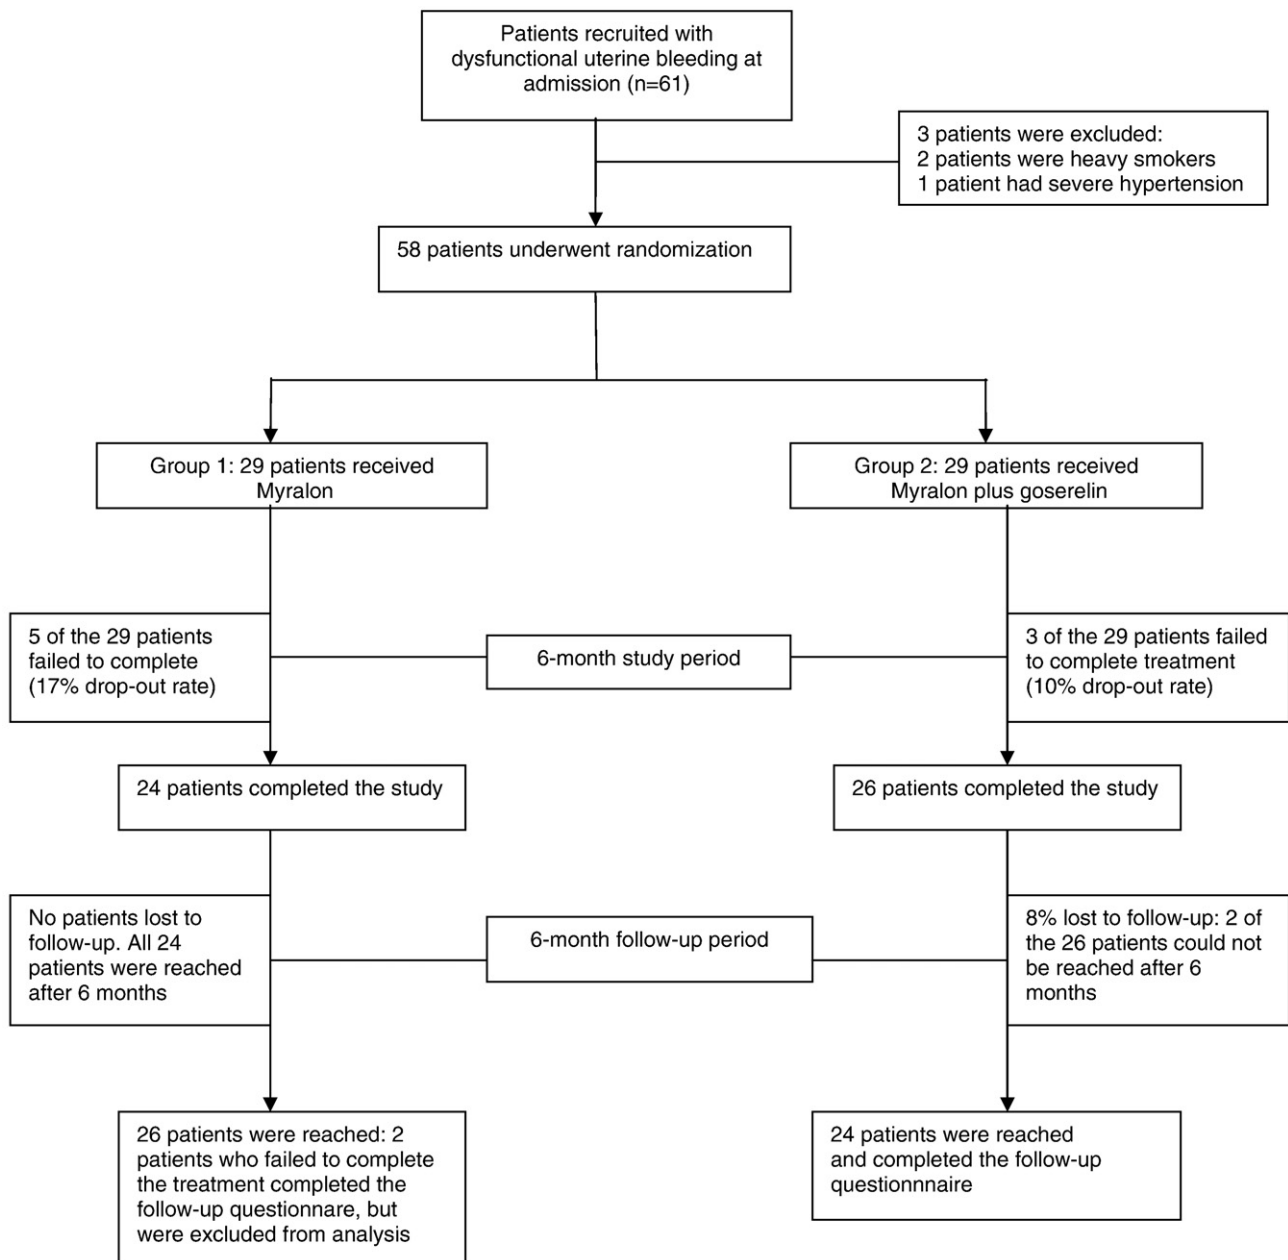 Patients recruited with
dysfunctional uterine bleeding at
admission (n=61)
3 patients were excluded:
2 patients were heavy smokers
1 patient had severe hypertension
58 patients underwent randomization
Group 1: 29 patients received
Myralon
Group 2: 29 patients received
Myralon plus goserelin
5 of the 29 patients
failed to complete
(17% drop-out rate)
6-month study period
3 of the 29 patients failed
to complete treatment
(10% drop-out rate)
24 patients completed the study
26 patients completed the study
No patients lost to
follow-up. All 24
patients were reached
after 6 months
6-month follow-up period
8% lost to follow-up: 2 of
the 26 patients could not
be reached after 6
months
26 patients were reached: 2
patients who failed to complete
the treatment completed the
follow-up questionnare, but
were excluded from analysis
24 patients were reached
and completed the follow-up
questionnnaire